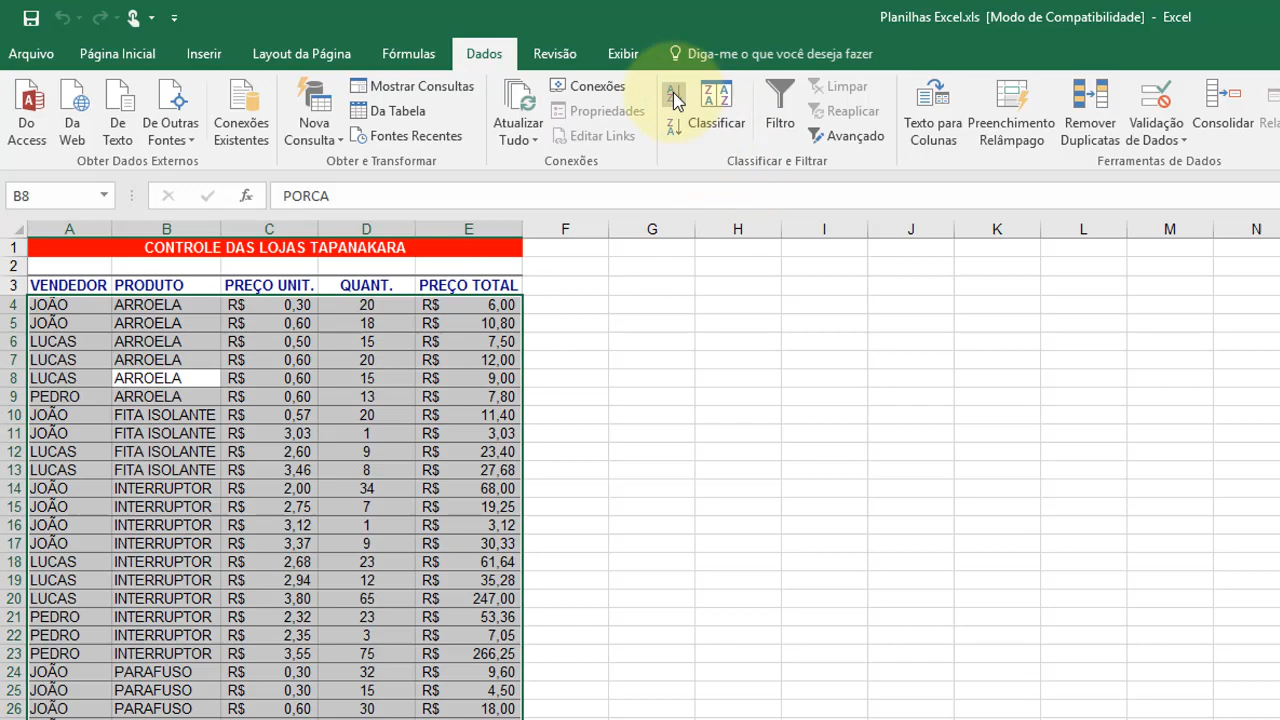 Planilhas Excel.xls [Modo de Compatibilidade] - Excel
Arquivo Página Inicial Inserir Layout da Página Fórmulas Dados Revisão Exibir Diga-me o que você deseja fazer
Do Access
Da Web
De Texto
De Outras Fontes
Conexões Existentes
Obter Dados Externos
Nova Consulta
Mostrar Consultas
Da Tabela
Fontes Recentes
Obter e Transformar
Atualizar Tudo
Conexões
Propriedades
Editar Links
Conexões
Classificar
Filtro
Limpar
Reaplicar
Avançado
Classificar e Filtrar
Texto para Colunas
Preenchimento Relâmpago
Remover Duplicatas
Validação de Dados
Consolidar
Ferramentas de Dados
B8 fx PORCA
A B C D E F G H I J K L M N
1 CONTROLE DAS LOJAS TAPANAKARA
2
3 VENDEDOR PRODUTO PREÇO UNIT. QUANT. PREÇO TOTAL
4 JOÃO ARROELA R$ 0,30 20 R$ 6,00
5 JOÃO ARROELA R$ 0,60 18 R$ 10,80
6 LUCAS ARROELA R$ 0,50 15 R$ 7,50
7 LUCAS ARROELA R$ 0,60 20 R$ 12,00
8 LUCAS ARROELA R$ 0,60 15 R$ 9,00
9 PEDRO ARROELA R$ 0,60 13 R$ 7,80
10 JOÃO FITA ISOLANTE R$ 0,57 20 R$ 11,40
11 JOÃO FITA ISOLANTE R$ 3,03 1 R$ 3,03
12 LUCAS FITA ISOLANTE R$ 2,60 9 R$ 23,40
13 LUCAS FITA ISOLANTE R$ 3,46 8 R$ 27,68
14 JOÃO INTERRUPTOR R$ 2,00 34 R$ 68,00
15 JOÃO INTERRUPTOR R$ 2,75 7 R$ 19,25
16 JOÃO INTERRUPTOR R$ 3,12 1 R$ 3,12
17 JOÃO INTERRUPTOR R$ 3,37 9 R$ 30,33
18 LUCAS INTERRUPTOR R$ 2,68 23 R$ 61,64
19 LUCAS INTERRUPTOR R$ 2,94 12 R$ 35,28
20 LUCAS INTERRUPTOR R$ 3,80 65 R$ 247,00
21 PEDRO INTERRUPTOR R$ 2,32 23 R$ 53,36
22 PEDRO INTERRUPTOR R$ 2,35 3 R$ 7,05
23 PEDRO INTERRUPTOR R$ 3,55 75 R$ 266,25
24 JOÃO PARAFUSO R$ 0,30 32 R$ 9,60
25 JOÃO PARAFUSO R$ 0,30 15 R$ 4,50
26 JOÃO PARAFUSO R$ 0,60 30 R$ 18,00